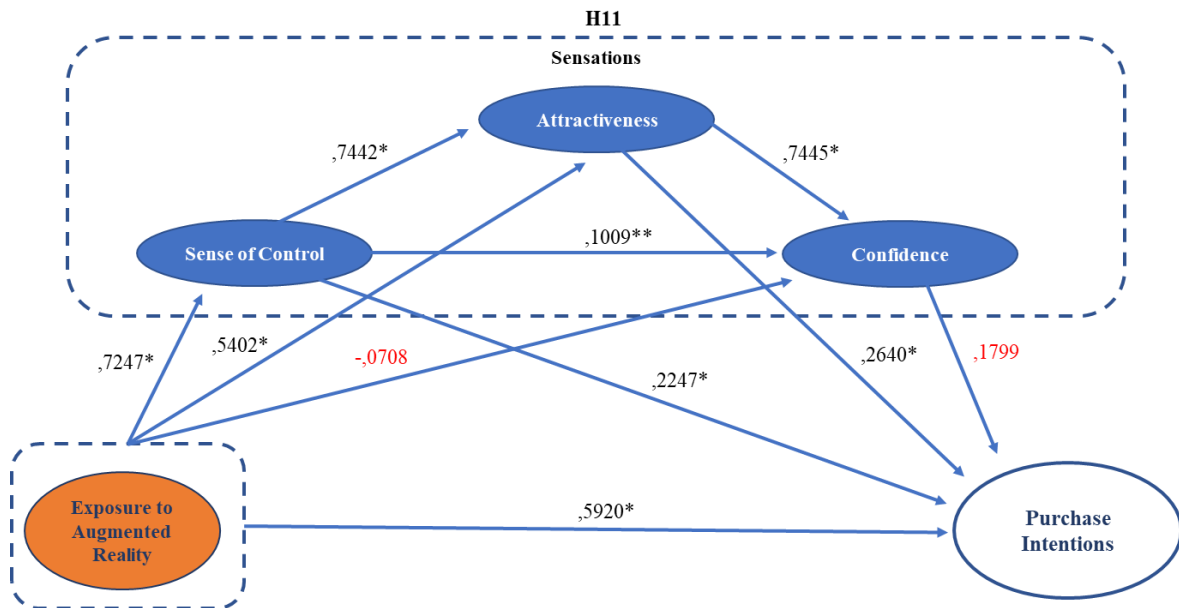 H11
Sensations
Attractiveness
,7442*
,7445*
Sense of Control
,1009**
Confidence
,7247*
,5402*
-,0708
,2247*
,2640*
,1799
Exposure to
Augmented
Reality
,5920*
Purchase
Intentions